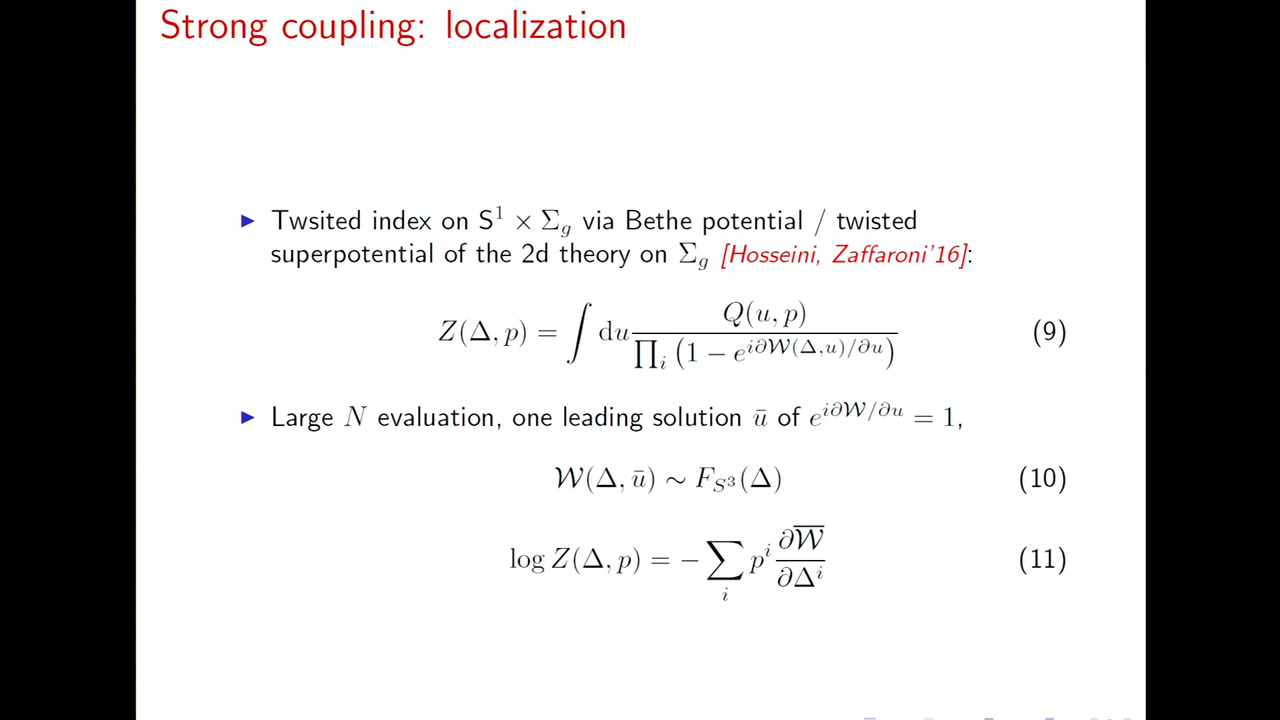 Strong coupling: localization
▶ Twsited index on S¹ × Σ_g via Bethe potential / twisted
superpotential of the 2d theory on Σ_g [Hosseini, Zaffaroni'16]:
Z(Δ, p) = ∫ du Q(u, p) / ∏_i (1 − e^{i∂𝒲(Δ,u)/∂u}) (9)
▶ Large N evaluation, one leading solution ū of e^{i∂𝒲/∂u} = 1,
𝒲(Δ, ū) ∼ F_{S³}(Δ) (10)
log Z(Δ, p) = − ∑_i p^i ∂\overline{𝒲} / ∂Δ^i (11)